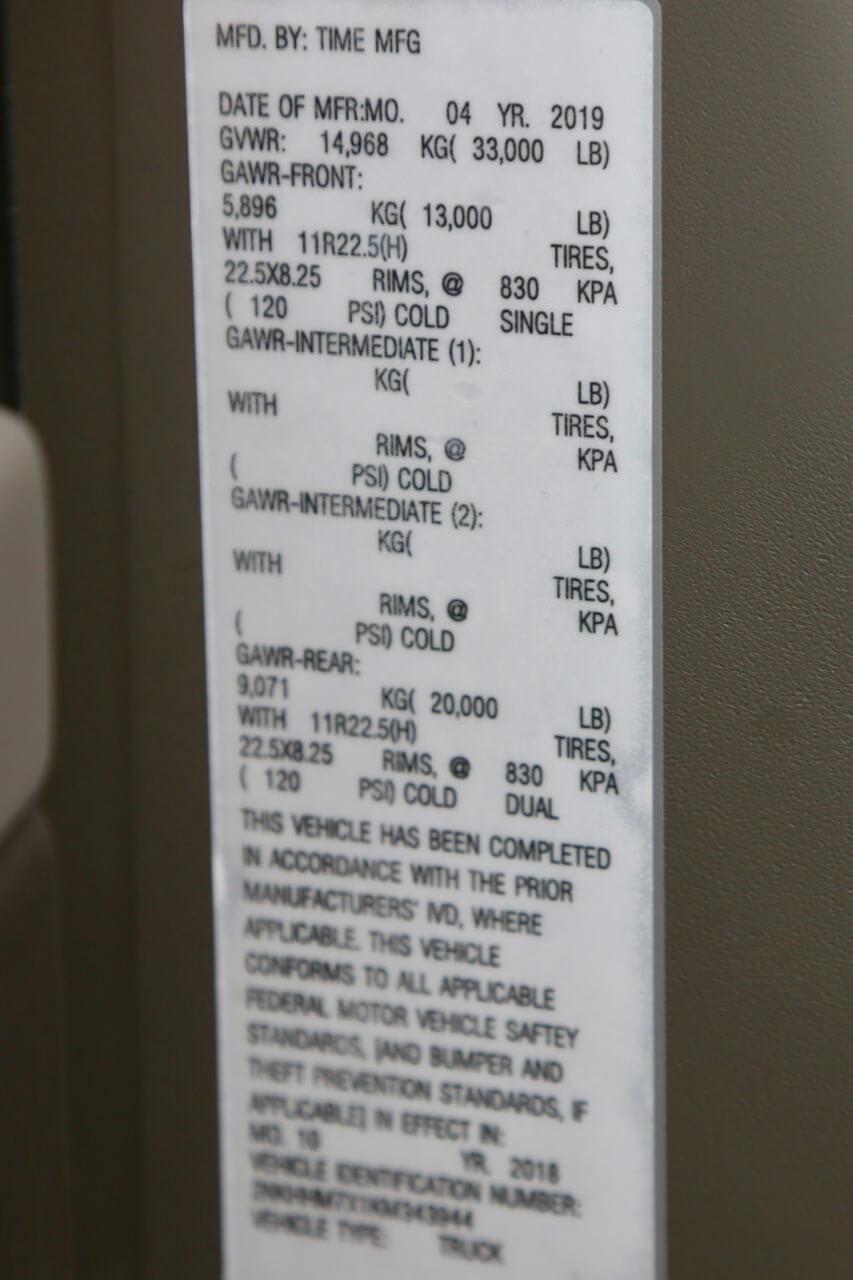 MFD. BY: TIME MFG
DATE OF MFR:MO. 04 YR. 2019
GVWR: 14,968 KG( 33,000 LB)
GAWR-FRONT:
5,896 KG( 13,000 LB)
WITH 11R22.5(H) TIRES,
22.5X8.25 RIMS, @ 830 KPA
( 120 PSI) COLD SINGLE
GAWR-INTERMEDIATE (1):
KG( LB)
WITH TIRES,
RIMS, @ KPA
( PSI) COLD
GAWR-INTERMEDIATE (2):
KG( LB)
WITH TIRES,
RIMS, @ KPA
( PSI) COLD
GAWR-REAR:
9,071 KG( 20,000 LB)
WITH 11R22.5(H) TIRES,
22.5X8.25 RIMS, @ 830 KPA
( 120 PSI) COLD DUAL
THIS VEHICLE HAS BEEN COMPLETED
IN ACCORDANCE WITH THE PRIOR
MANUFACTURERS' IVD, WHERE
APPLICABLE. THIS VEHICLE
CONFORMS TO ALL APPLICABLE
FEDERAL MOTOR VEHICLE SAFTEY
STANDARDS, [AND BUMPER AND
THEFT PREVENTION STANDARDS, IF
APPLICABLE] IN EFFECT IN:
MO. 10 YR. 2018
VEHICLE IDENTIFICATION NUMBER:
VEHICLE TYPE: TRUCK